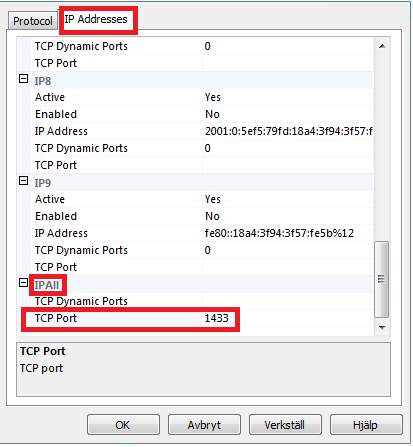 Protocol IP Addresses
TCP Dynamic Ports 0
TCP Port
IP8
Active Yes
Enabled No
IP Address 2001:0:5ef5:79fd:18a4:3f94:3f57:f
TCP Dynamic Ports 0
TCP Port
IP9
Active Yes
Enabled No
IP Address fe80::18a4:3f94:3f57:fe5b%12
TCP Dynamic Ports 0
TCP Port
IPAll
TCP Dynamic Ports
TCP Port 1433
TCP Port
TCP port
OK Avbryt Verkställ Hjälp